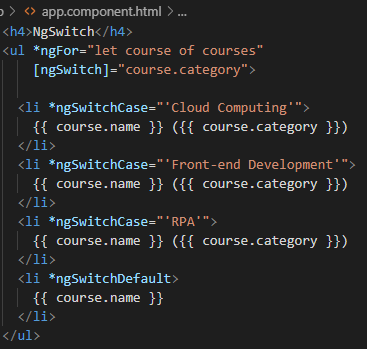 > app.component.html > ...
<h4>NgSwitch</h4>
<ul *ngFor="let course of courses"
    [ngSwitch]="course.category">

  <li *ngSwitchCase="'Cloud Computing'">
    {{ course.name }} ({{ course.category }})
  </li>
  <li *ngSwitchCase="'Front-end Development'">
    {{ course.name }} ({{ course.category }})
  </li>
  <li *ngSwitchCase="'RPA'">
    {{ course.name }} ({{ course.category }})
  </li>
  <li *ngSwitchDefault>
    {{ course.name }}
  </li>
</ul>